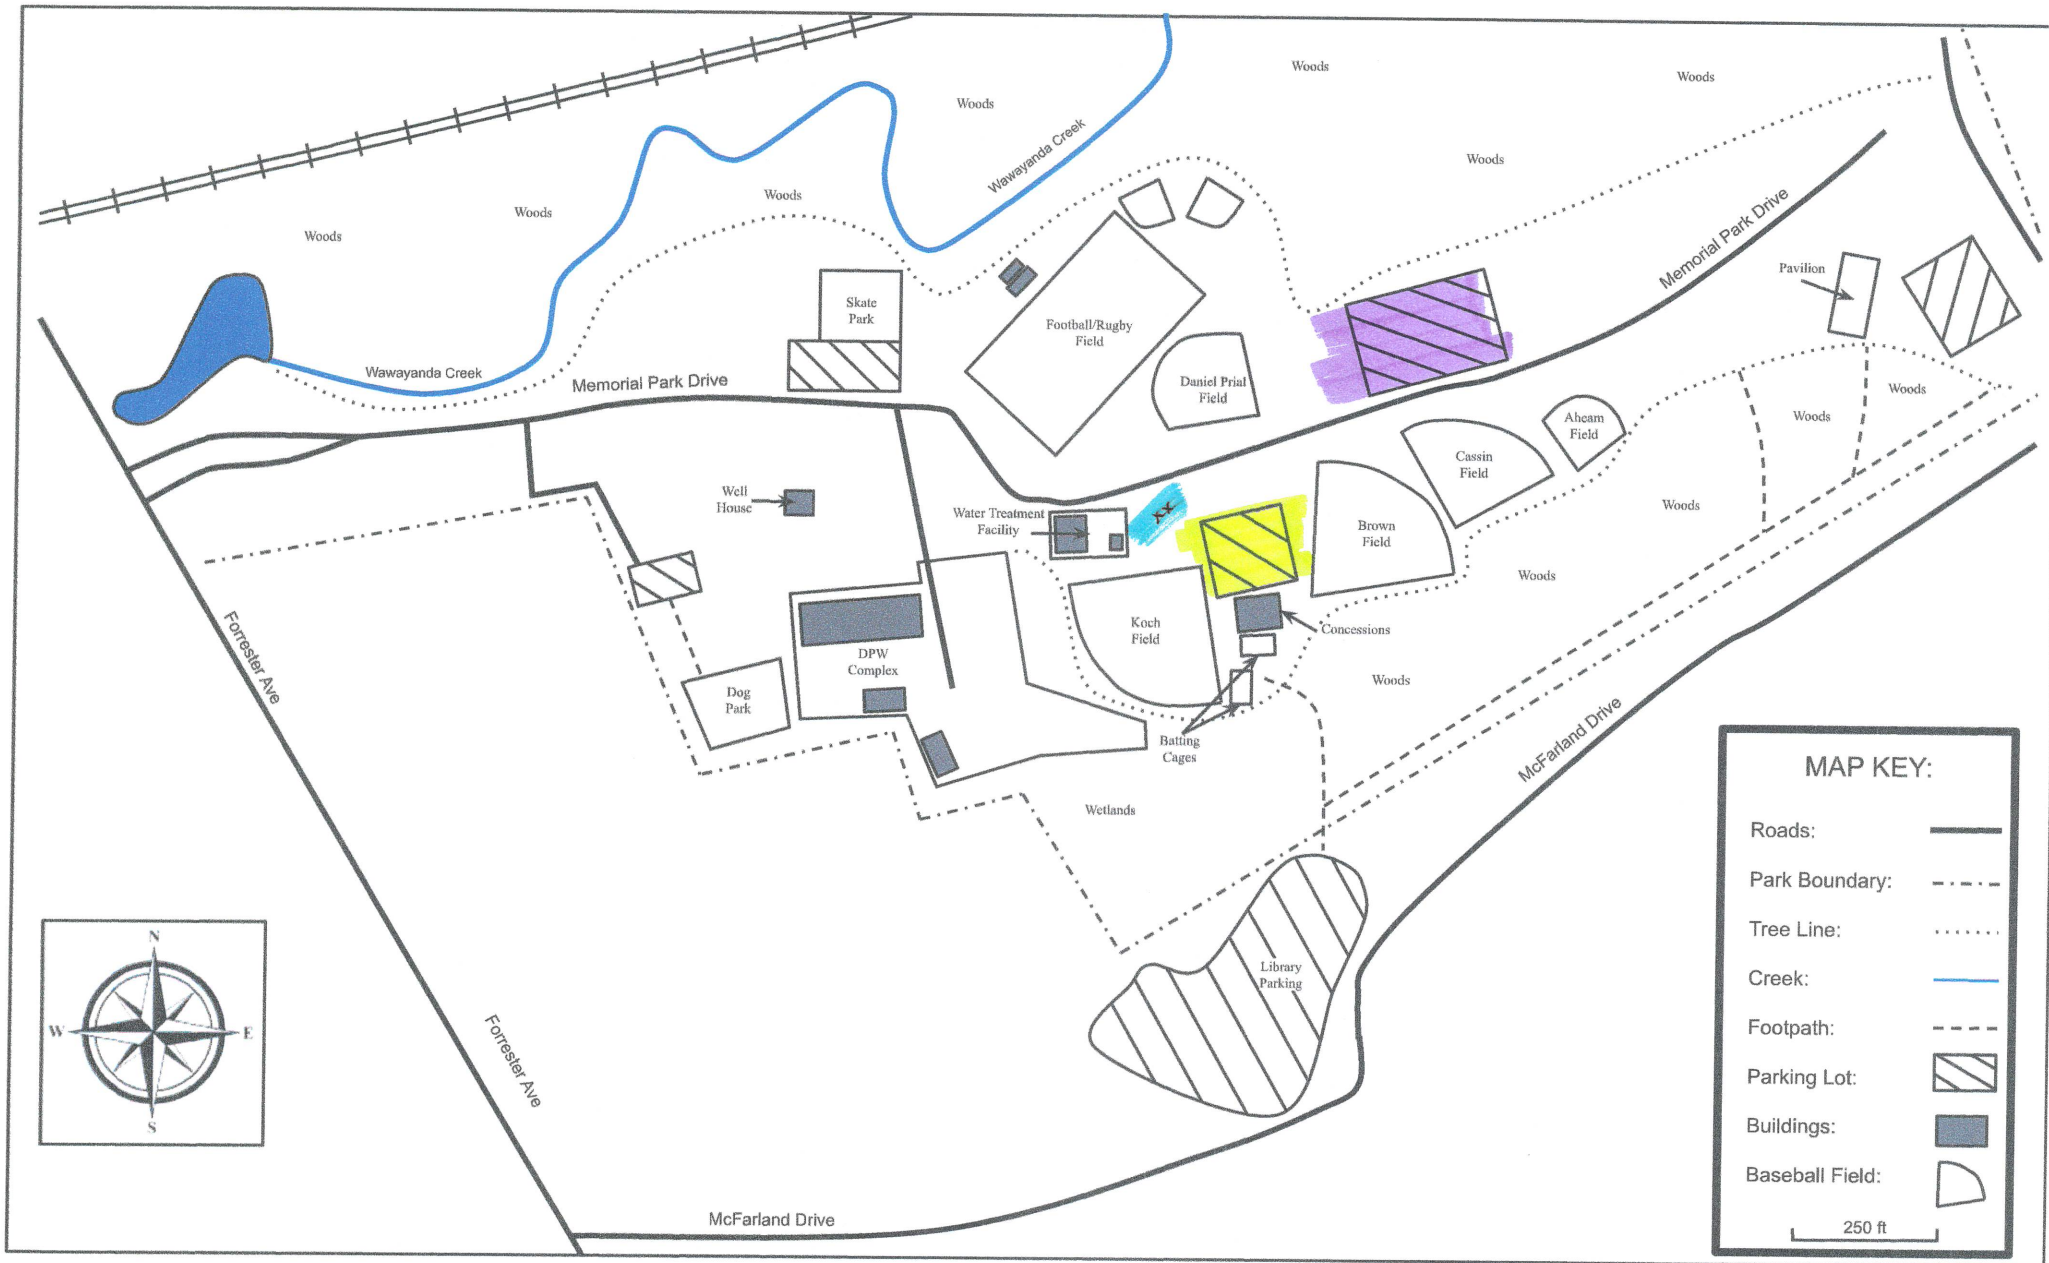 Woods
Woods
Woods
Wawayanda Creek
Woods
Woods
Woods
Woods
Memorial Park Drive
Pavilion
Skate
Park
Football/Rugby
Field
Wawayanda Creek
Memorial Park Drive
Daniel Prial
Field
Woods
Woods
Ahearn
Field
Cassin
Field
Well
House
Water Treatment
Facility
xx
Brown
Field
Woods
Woods
Forrester Ave
Koch
Field
Concessions
DPW
Complex
Dog
Park
Woods
Batting
Cages
McFarland Drive
Wetlands
Library
Parking
Forrester Ave
McFarland Drive
N
W
E
S
MAP KEY:
Roads:
Park Boundary:
Tree Line:
Creek:
Footpath:
Parking Lot:
Buildings:
Baseball Field:
250 ft